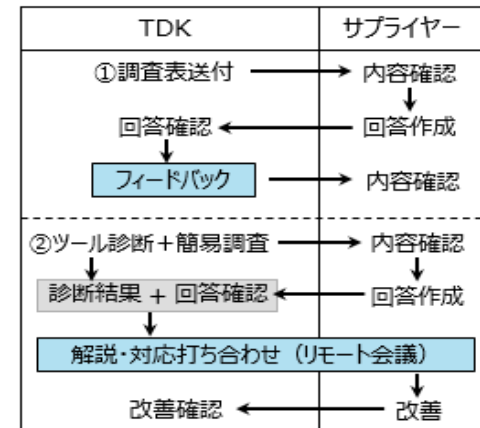 TDK サプライヤー
①調査表送付 内容確認
回答確認 回答作成
フィードバック 内容確認
②ツール診断＋簡易調査 内容確認
診断結果 + 回答確認 回答作成
解説・対応打ち合わせ（リモート会議）
改善確認 改善